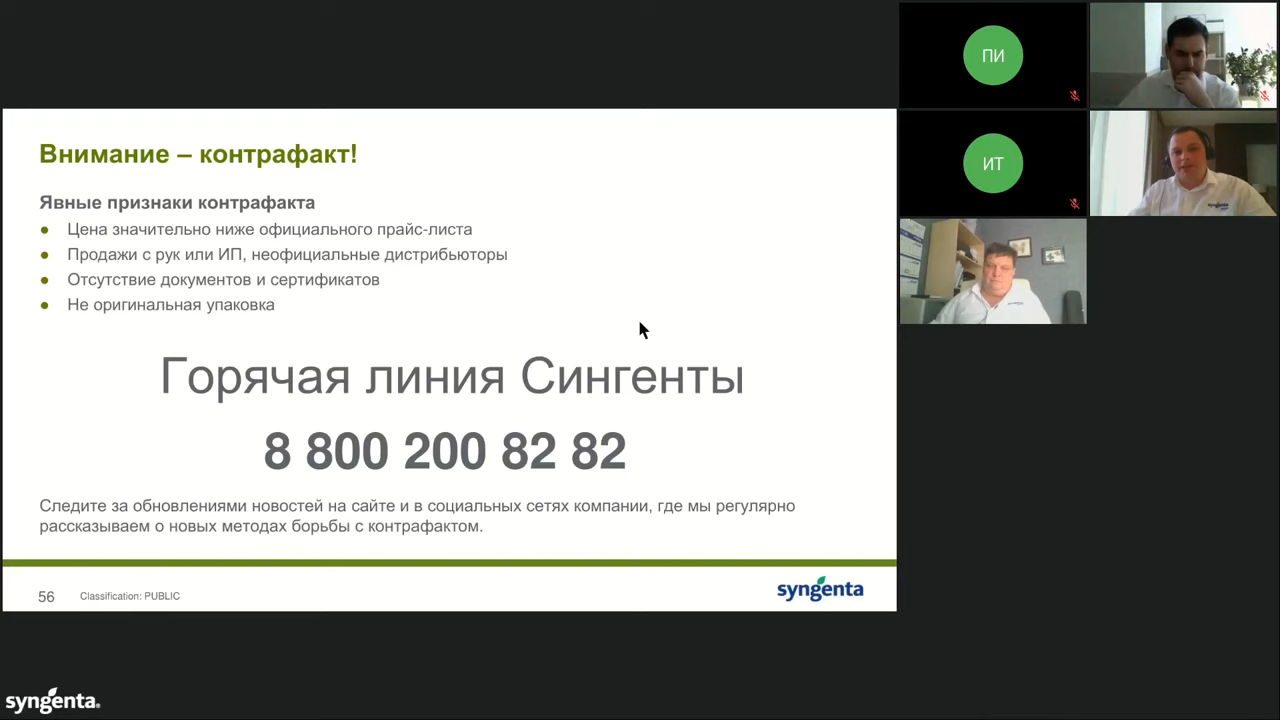 Внимание – контрафакт!
Явные признаки контрафакта
Цена значительно ниже официального прайс-листа
Продажи с рук или ИП, неофициальные дистрибьюторы
Отсутствие документов и сертификатов
Не оригинальная упаковка
Горячая линия Сингенты
8 800 200 82 82
Следите за обновлениями новостей на сайте и в социальных сетях компании, где мы регулярно
рассказываем о новых методах борьбы с контрафактом.
56
Classification: PUBLIC
syngenta
ПИ
ИТ
syngenta
syngenta.